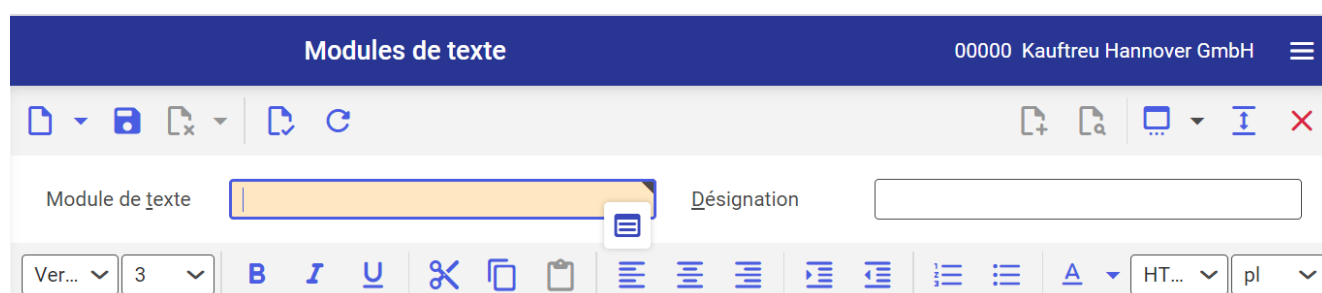 Modules de texte 00000 Kauftreu Hannover GmbH
Module de texte Désignation
Ver... 3 B I U A HT... pl